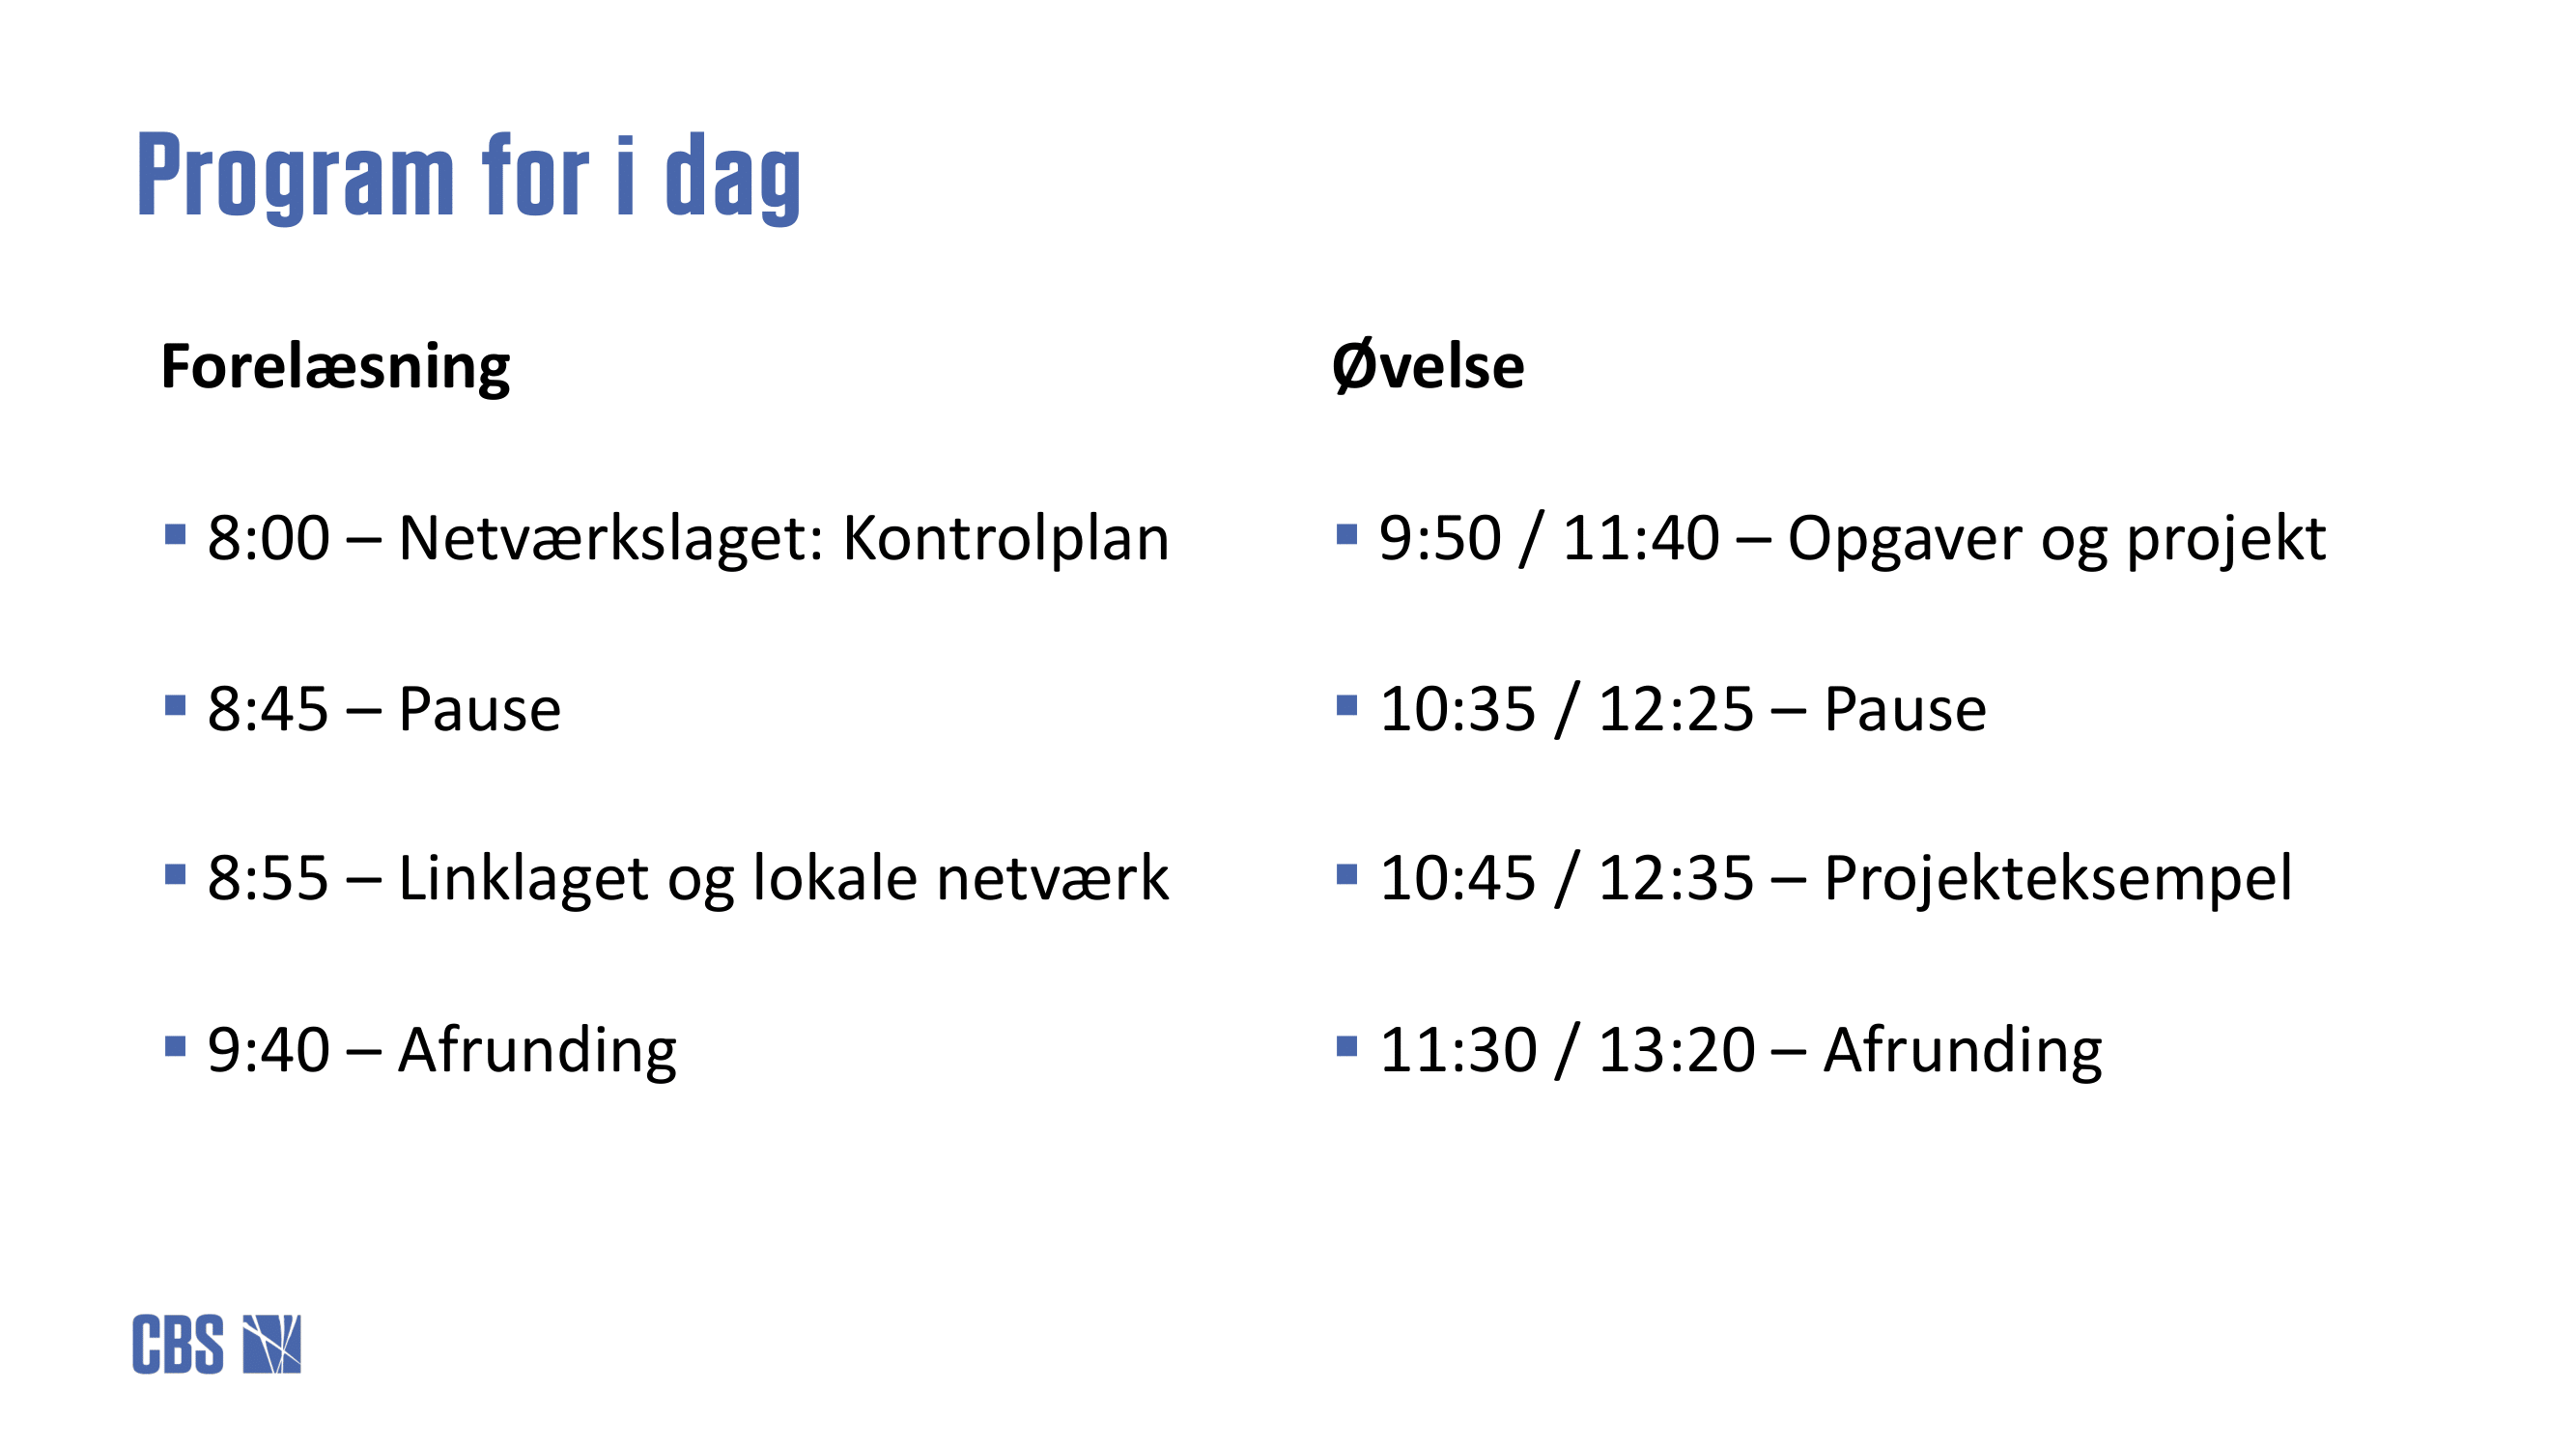 Program for i dag
Forelæsning
▪ 8:00 – Netværkslaget: Kontrolplan
▪ 8:45 – Pause
▪ 8:55 – Linklaget og lokale netværk
▪ 9:40 – Afrunding
Øvelse
▪ 9:50 / 11:40 – Opgaver og projekt
▪ 10:35 / 12:25 – Pause
▪ 10:45 / 12:35 – Projekteksempel
▪ 11:30 / 13:20 – Afrunding
CBS